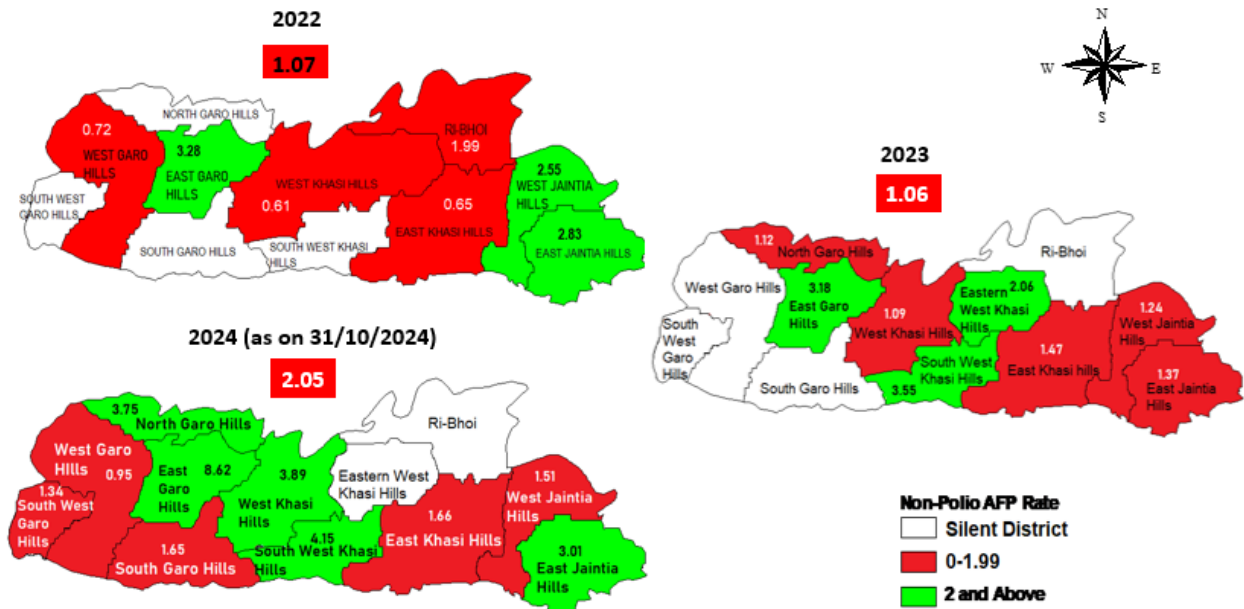 2022
1.07
NORTH GARO HILLS
0.72
WEST GARO
HILLS
3.28
EAST GARO
HILLS
SOUTH WEST
GARO HILLS
SOUTH GARO HILLS
WEST KHASI HILLS
0.61
SOUTH WEST KHASI
HILLS
RI-BHOI
1.99
0.65
EAST KHASI HILLS
2.55
WEST JAINTIA
HILLS
2.83
EAST JAINTIA HILLS
N
W
E
S
2023
1.06
1.12
North Garo Hills
West Garo Hills
3.18
East Garo
Hills
South
West
Garo
Hills
South Garo Hills
1.09
West Khasi Hills
Eastern 2.06
West Khasi
Hills
Ri-Bhoi
South West
Khasi Hills
3.55
1.47
East Khasi hills
1.24
West Jaintia
Hills
1.37
East Jaintia
Hills
2024 (as on 31/10/2024)
2.05
3.75
North Garo Hills
West Garo
HIlls
0.95
East
Garo
Hills
8.62
1.34
South West
Garo
Hills
1.65
South Garo Hills
3.89
West Khasi
Hills
4.15
South West Khasi
Hills
Ri-Bhoi
Eastern West
Khasi Hills
1.66
East Khasi Hills
1.51
West Jaintia
Hills
3.01
East Jaintia
Hills
Non-Polio AFP Rate
Silent District
0-1.99
2 and Above